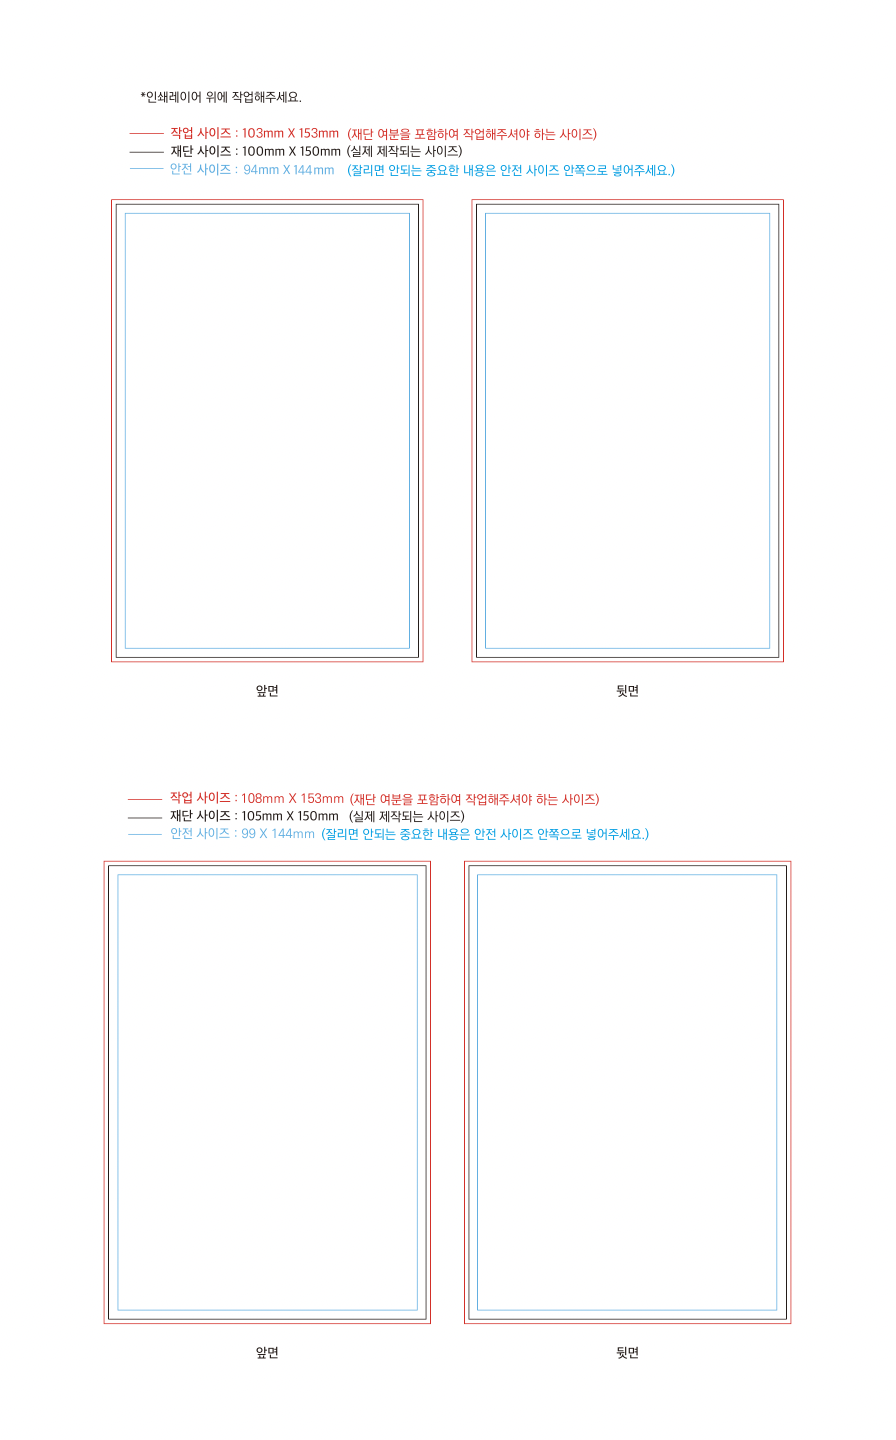 *인쇄레이어 위에 작업해주세요.
작업 사이즈 : 103mm X 153mm (재단 여분을 포함하여 작업해주셔야 하는 사이즈)
재단 사이즈 : 100mm X 150mm (실제 제작되는 사이즈)
안전 사이즈 : 94mm X 144mm (잘리면 안되는 중요한 내용은 안전 사이즈 안쪽으로 넣어주세요.)
앞면 뒷면
작업 사이즈 : 108mm X 153mm (재단 여분을 포함하여 작업해주셔야 하는 사이즈)
재단 사이즈 : 105mm X 150mm (실제 제작되는 사이즈)
안전 사이즈 : 99 X 144mm (잘리면 안되는 중요한 내용은 안전 사이즈 안쪽으로 넣어주세요.)
앞면 뒷면